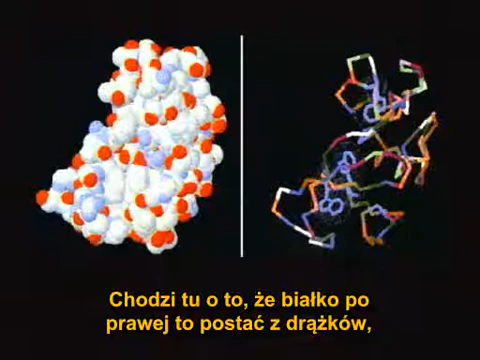 Chodzi tu o to, że białko po
prawej to postać z drążków,